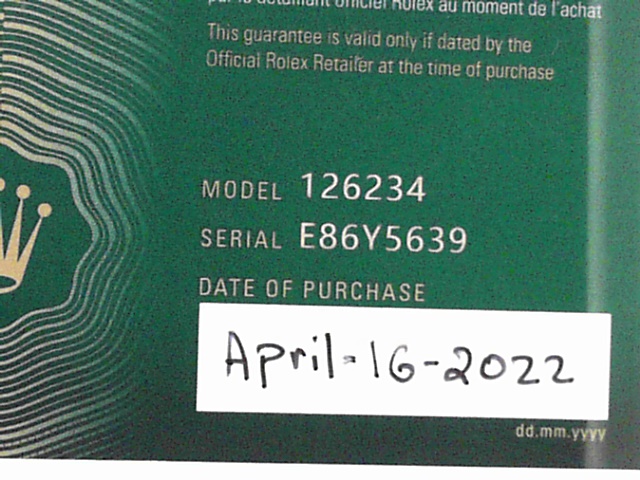 par le détaillant officiel Rolex au moment de l'achat
This guarantee is valid only if dated by the
Official Rolex Retailer at the time of purchase
MODEL 126234
SERIAL E86Y5639
DATE OF PURCHASE
April-16-2022
dd.mm.yyyy